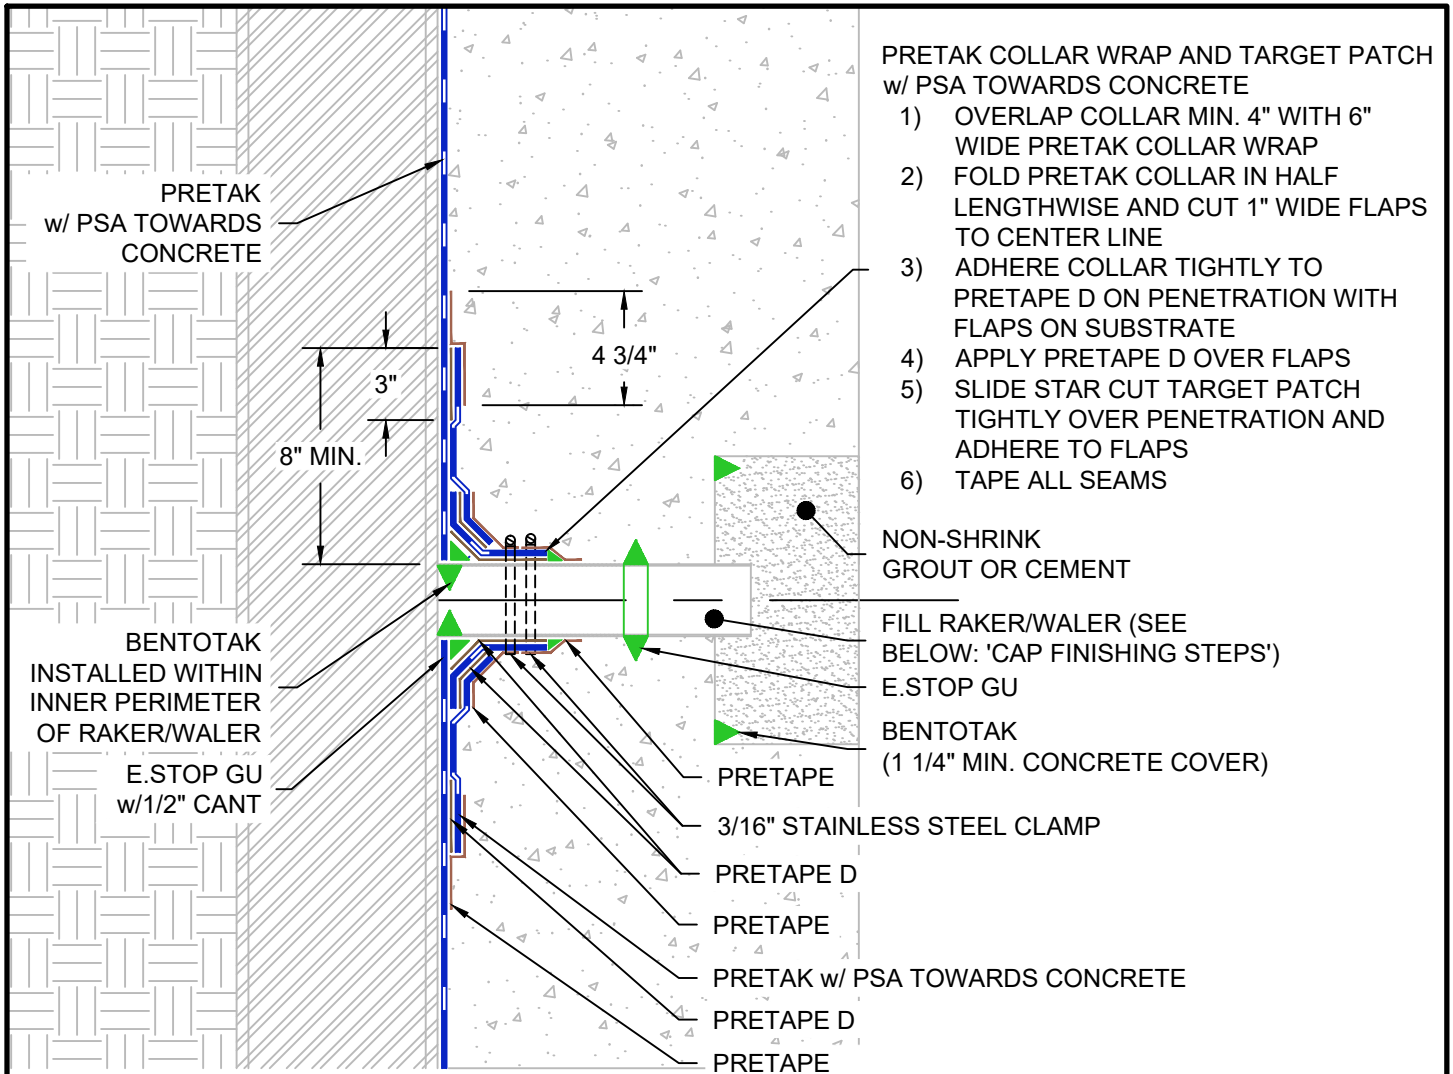 PRETAK COLLAR WRAP AND TARGET PATCH
w/ PSA TOWARDS CONCRETE
1) OVERLAP COLLAR MIN. 4" WITH 6"
WIDE PRETAK COLLAR WRAP
2) FOLD PRETAK COLLAR IN HALF
LENGTHWISE AND CUT 1" WIDE FLAPS
TO CENTER LINE
3) ADHERE COLLAR TIGHTLY TO
PRETAPE D ON PENETRATION WITH
FLAPS ON SUBSTRATE
4) APPLY PRETAPE D OVER FLAPS
5) SLIDE STAR CUT TARGET PATCH
TIGHTLY OVER PENETRATION AND
ADHERE TO FLAPS
6) TAPE ALL SEAMS
PRETAK
w/ PSA TOWARDS
CONCRETE
4 3/4"
3"
8" MIN.
NON-SHRINK
GROUT OR CEMENT
FILL RAKER/WALER (SEE
BELOW: 'CAP FINISHING STEPS')
E.STOP GU
BENTOTAK
(1 1/4" MIN. CONCRETE COVER)
BENTOTAK
INSTALLED WITHIN
INNER PERIMETER
OF RAKER/WALER
E.STOP GU
w/1/2" CANT
PRETAPE
3/16" STAINLESS STEEL CLAMP
PRETAPE D
PRETAPE
PRETAK w/ PSA TOWARDS CONCRETE
PRETAPE D
PRETAPE